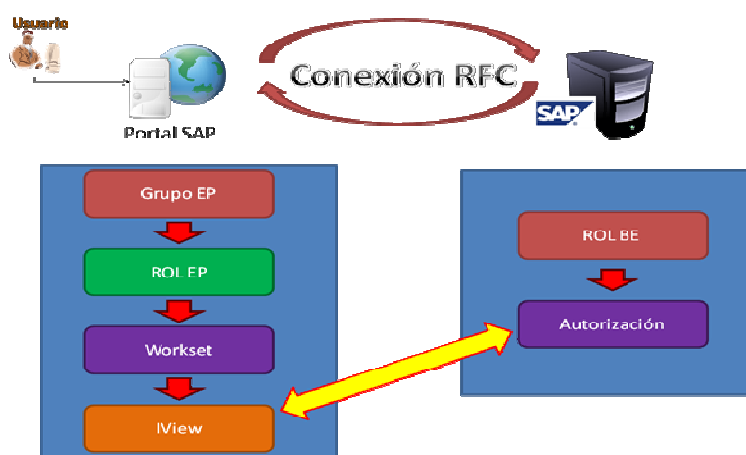 Usuario
Conexión RFC
SAP
Portal SAP
Grupo EP
ROL EP
Workset
IView
ROL BE
Autorización